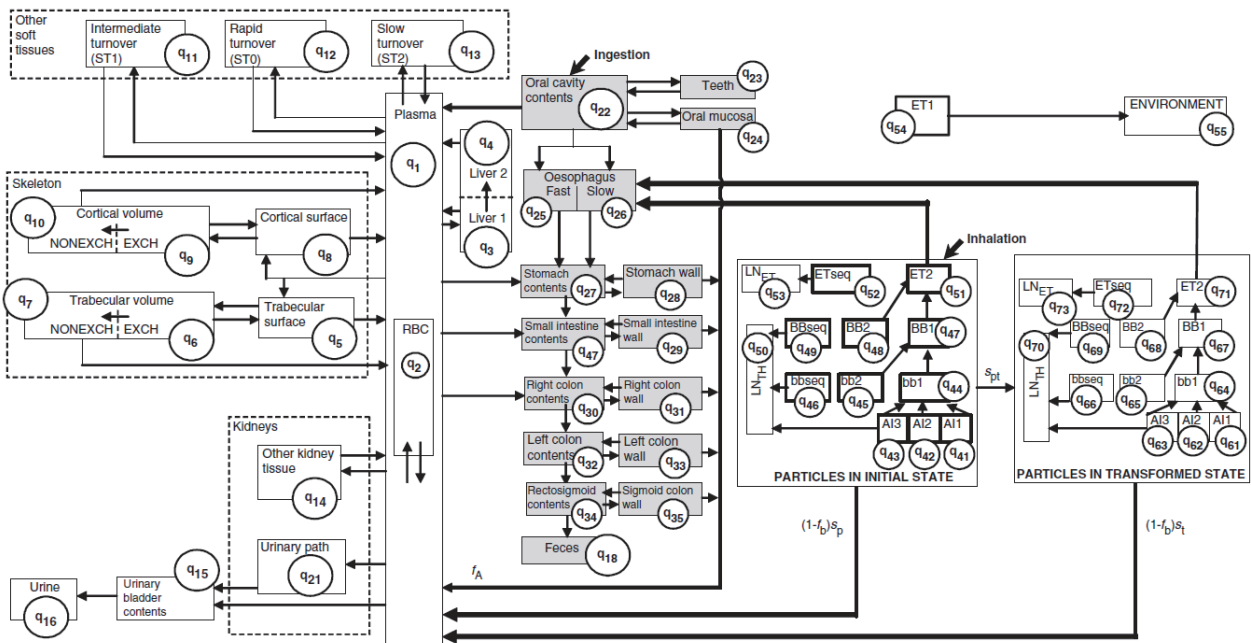 Other
soft
tissues
Intermediate
turnover
(ST1)
q11
Rapid
turnover
(ST0)
q12
Slow
turnover
(ST2)
q13
Ingestion
Oral cavity
contents
q22
Teeth
q23
Oral mucosa
q24
ET1
q54
ENVIRONMENT
q55
Plasma
q1
q4
Liver 2
Liver 1
q3
Oesophagus
Fast
Slow
q25
q26
Skeleton
q10
Cortical volume
NONEXCH
EXCH
q9
Cortical surface
q8
q7
Trabecular volume
NONEXCH
EXCH
q6
Trabecular
surface
q5
RBC
q2
Stomach
contents
q27
Stomach wall
q28
Small intestine
contents
q47
Small intestine
wall
q29
Right colon
contents
q30
Right colon
wall
q31
Left colon
contents
q32
Left colon
wall
q33
Rectosigmoid
contents
q34
Sigmoid colon
wall
q35
Feces
q18
Inhalation
LNET
q53
ETseq
q52
ET2
q51
q50
LNTH
BBseq
q49
BB2
q48
BB1
q47
bbseq
q46
bb2
q45
bb1
q44
AI3
AI2
AI1
q43
q42
q41
PARTICLES IN INITIAL STATE
spt
LNET
q73
ETseq
q72
ET2
q71
q70
LNTH
BBseq
q69
BB2
q68
BB1
q67
bbseq
q66
bb2
q65
bb1
q64
AI3
AI2
AI1
q63
q62
q61
PARTICLES IN TRANSFORMED STATE
Kidneys
Other kidney
tissue
q14
Urinary path
q21
q15
Urinary
bladder
contents
Urine
q16
fA
(1-fb)sp
(1-fb)st